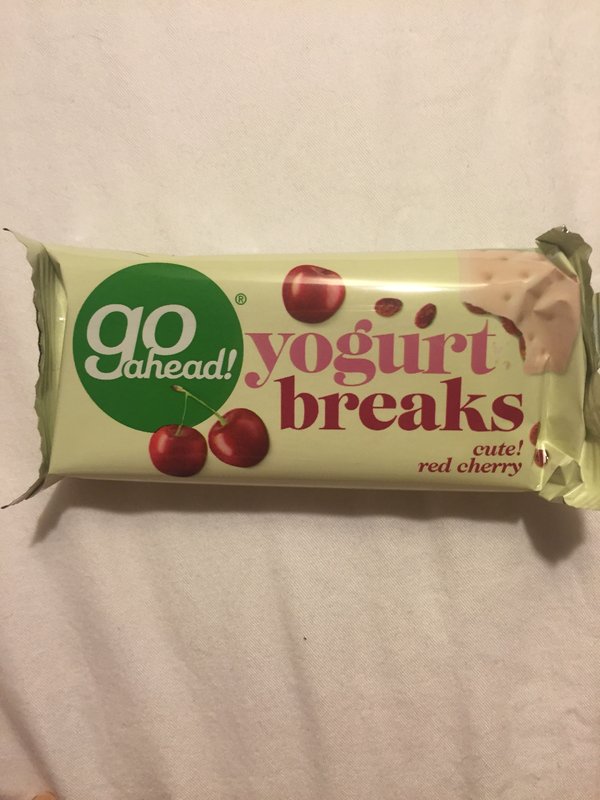 go
ahead!®
yogurt
breaks
cute!
red cherry